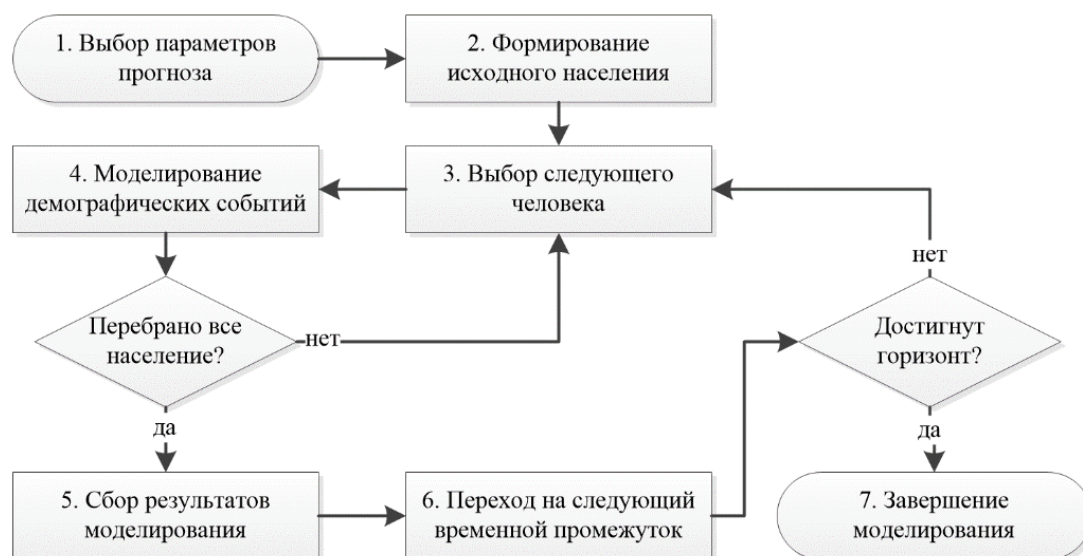 1. Выбор параметров
прогноза
2. Формирование
исходного населения
4. Моделирование
демографических событий
3. Выбор следующего
человека
нет
Перебрано все
население?
нет
Достигнут
горизонт?
да
да
5. Сбор результатов
моделирования
6. Переход на следующий
временной промежуток
7. Завершение
моделирования